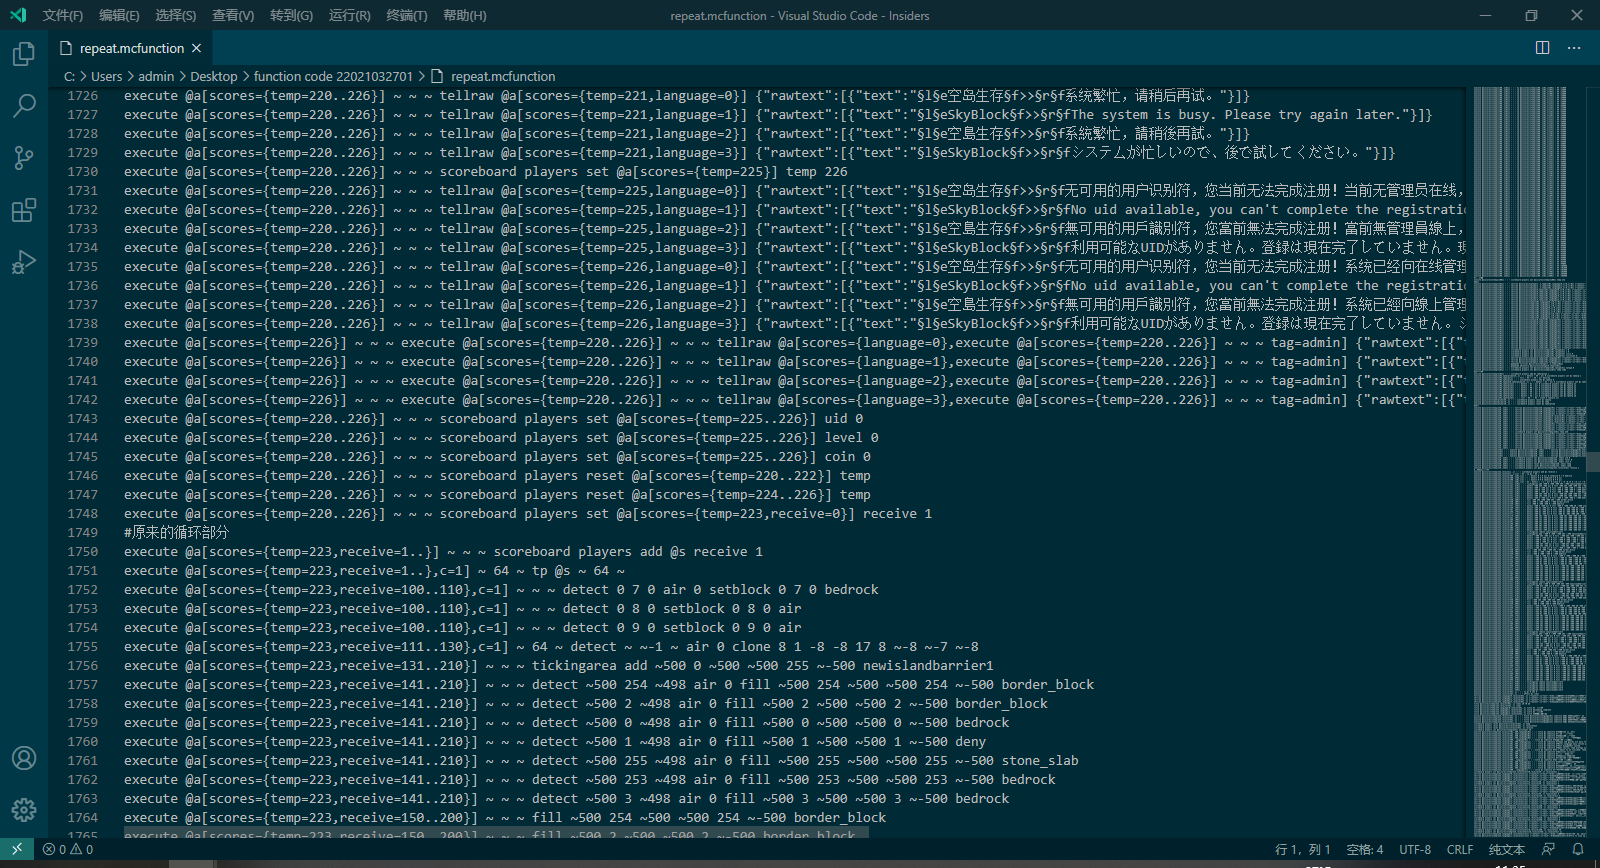 文件(F) 编辑(E) 选择(S) 查看(V) 转到(G) 运行(R) 终端(T) 帮助(H) repeat.mcfunction - Visual Studio Code - Insiders
repeat.mcfunction
C: > Users > admin > Desktop > function code 22021032701 > repeat.mcfunction
1726 execute @a[scores={temp=220..226}] ~ ~ ~ tellraw @a[scores={temp=221,language=0}] {"rawtext":[{"text":"§l§e空岛生存§f>>§r§f系统繁忙，请稍后再试。"}]}
1727 execute @a[scores={temp=220..226}] ~ ~ ~ tellraw @a[scores={temp=221,language=1}] {"rawtext":[{"text":"§l§eSkyBlock§f>>§r§fThe system is busy. Please try again later."}]}
1728 execute @a[scores={temp=220..226}] ~ ~ ~ tellraw @a[scores={temp=221,language=2}] {"rawtext":[{"text":"§l§e空島生存§f>>§r§f系統繁忙，請稍後再試。"}]}
1729 execute @a[scores={temp=220..226}] ~ ~ ~ tellraw @a[scores={temp=221,language=3}] {"rawtext":[{"text":"§l§eSkyBlock§f>>§r§fシステムが忙しいので、後で試してください。"}]}
1730 execute @a[scores={temp=220..226}] ~ ~ ~ scoreboard players set @a[scores={temp=225}] temp 226
1731 execute @a[scores={temp=220..226}] ~ ~ ~ tellraw @a[scores={temp=225,language=0}] {"rawtext":[{"text":"§l§e空岛生存§f>>§r§f无可用的用户识别符，您当前无法完成注册！当前无管理员在线，
1732 execute @a[scores={temp=220..226}] ~ ~ ~ tellraw @a[scores={temp=225,language=1}] {"rawtext":[{"text":"§l§eSkyBlock§f>>§r§fNo uid available, you can't complete the registratio
1733 execute @a[scores={temp=220..226}] ~ ~ ~ tellraw @a[scores={temp=225,language=2}] {"rawtext":[{"text":"§l§e空島生存§f>>§r§f無可用的用戶識別符，您當前無法完成注册！當前無管理員線上，
1734 execute @a[scores={temp=220..226}] ~ ~ ~ tellraw @a[scores={temp=225,language=3}] {"rawtext":[{"text":"§l§eSkyBlock§f>>§r§f利用可能なUIDがありません。登録は現在完了していません。現
1735 execute @a[scores={temp=220..226}] ~ ~ ~ tellraw @a[scores={temp=226,language=0}] {"rawtext":[{"text":"§l§e空岛生存§f>>§r§f无可用的用户识别符，您当前无法完成注册！系统已经向在线管理
1736 execute @a[scores={temp=220..226}] ~ ~ ~ tellraw @a[scores={temp=226,language=1}] {"rawtext":[{"text":"§l§eSkyBlock§f>>§r§fNo uid available, you can't complete the registratio
1737 execute @a[scores={temp=220..226}] ~ ~ ~ tellraw @a[scores={temp=226,language=2}] {"rawtext":[{"text":"§l§e空島生存§f>>§r§f無可用的用戶識別符，您當前無法完成注册！系統已經向線上管理
1738 execute @a[scores={temp=220..226}] ~ ~ ~ tellraw @a[scores={temp=226,language=3}] {"rawtext":[{"text":"§l§eSkyBlock§f>>§r§f利用可能なUIDがありません。登録は現在完了していません。シ
1739 execute @a[scores={temp=226}] ~ ~ ~ execute @a[scores={temp=220..226}] ~ ~ ~ tellraw @a[scores={language=0},execute @a[scores={temp=220..226}] ~ ~ ~ tag=admin] {"rawtext":[{"t
1740 execute @a[scores={temp=226}] ~ ~ ~ execute @a[scores={temp=220..226}] ~ ~ ~ tellraw @a[scores={language=1},execute @a[scores={temp=220..226}] ~ ~ ~ tag=admin] {"rawtext":[{"t
1741 execute @a[scores={temp=226}] ~ ~ ~ execute @a[scores={temp=220..226}] ~ ~ ~ tellraw @a[scores={language=2},execute @a[scores={temp=220..226}] ~ ~ ~ tag=admin] {"rawtext":[{"t
1742 execute @a[scores={temp=226}] ~ ~ ~ execute @a[scores={temp=220..226}] ~ ~ ~ tellraw @a[scores={language=3},execute @a[scores={temp=220..226}] ~ ~ ~ tag=admin] {"rawtext":[{"t
1743 execute @a[scores={temp=220..226}] ~ ~ ~ scoreboard players set @a[scores={temp=225..226}] uid 0
1744 execute @a[scores={temp=220..226}] ~ ~ ~ scoreboard players set @a[scores={temp=225..226}] level 0
1745 execute @a[scores={temp=220..226}] ~ ~ ~ scoreboard players set @a[scores={temp=225..226}] coin 0
1746 execute @a[scores={temp=220..226}] ~ ~ ~ scoreboard players reset @a[scores={temp=220..222}] temp
1747 execute @a[scores={temp=220..226}] ~ ~ ~ scoreboard players reset @a[scores={temp=224..226}] temp
1748 execute @a[scores={temp=220..226}] ~ ~ ~ scoreboard players set @a[scores={temp=223,receive=0}] receive 1
1749 #原来的循环部分
1750 execute @a[scores={temp=223,receive=1..}] ~ ~ ~ scoreboard players add @s receive 1
1751 execute @a[scores={temp=223,receive=1..},c=1] ~ 64 ~ tp @s ~ 64 ~
1752 execute @a[scores={temp=223,receive=100..110},c=1] ~ ~ ~ detect 0 7 0 air 0 setblock 0 7 0 bedrock
1753 execute @a[scores={temp=223,receive=100..110},c=1] ~ ~ ~ detect 0 8 0 setblock 0 8 0 air
1754 execute @a[scores={temp=223,receive=100..110},c=1] ~ ~ ~ detect 0 9 0 setblock 0 9 0 air
1755 execute @a[scores={temp=223,receive=111..130},c=1] ~ 64 ~ detect ~ ~-1 ~ air 0 clone 8 1 -8 -8 17 8 ~-8 ~-7 ~-8
1756 execute @a[scores={temp=223,receive=131..210}] ~ ~ ~ tickingarea add ~500 0 ~500 ~500 255 ~-500 newislandbarrier1
1757 execute @a[scores={temp=223,receive=141..210}] ~ ~ ~ detect ~500 254 ~498 air 0 fill ~500 254 ~500 ~500 254 ~-500 border_block
1758 execute @a[scores={temp=223,receive=141..210}] ~ ~ ~ detect ~500 2 ~498 air 0 fill ~500 2 ~500 ~500 2 ~-500 border_block
1759 execute @a[scores={temp=223,receive=141..210}] ~ ~ ~ detect ~500 0 ~498 air 0 fill ~500 0 ~500 ~500 0 ~-500 bedrock
1760 execute @a[scores={temp=223,receive=141..210}] ~ ~ ~ detect ~500 1 ~498 air 0 fill ~500 1 ~500 ~500 1 ~-500 deny
1761 execute @a[scores={temp=223,receive=141..210}] ~ ~ ~ detect ~500 255 ~498 air 0 fill ~500 255 ~500 ~500 255 ~-500 stone_slab
1762 execute @a[scores={temp=223,receive=141..210}] ~ ~ ~ detect ~500 253 ~498 air 0 fill ~500 253 ~500 ~500 253 ~-500 bedrock
1763 execute @a[scores={temp=223,receive=141..210}] ~ ~ ~ detect ~500 3 ~498 air 0 fill ~500 3 ~500 ~500 3 ~-500 bedrock
1764 execute @a[scores={temp=223,receive=150..200}] ~ ~ ~ fill ~500 254 ~500 ~500 254 ~-500 border_block
1765 execute @a[scores={temp=223,receive=150..200}] ~ ~ ~ fill ~500 2 ~500 ~500 2 ~-500 border_block
0 0 行 1，列 1 空格: 4 UTF-8 CRLF 纯文本